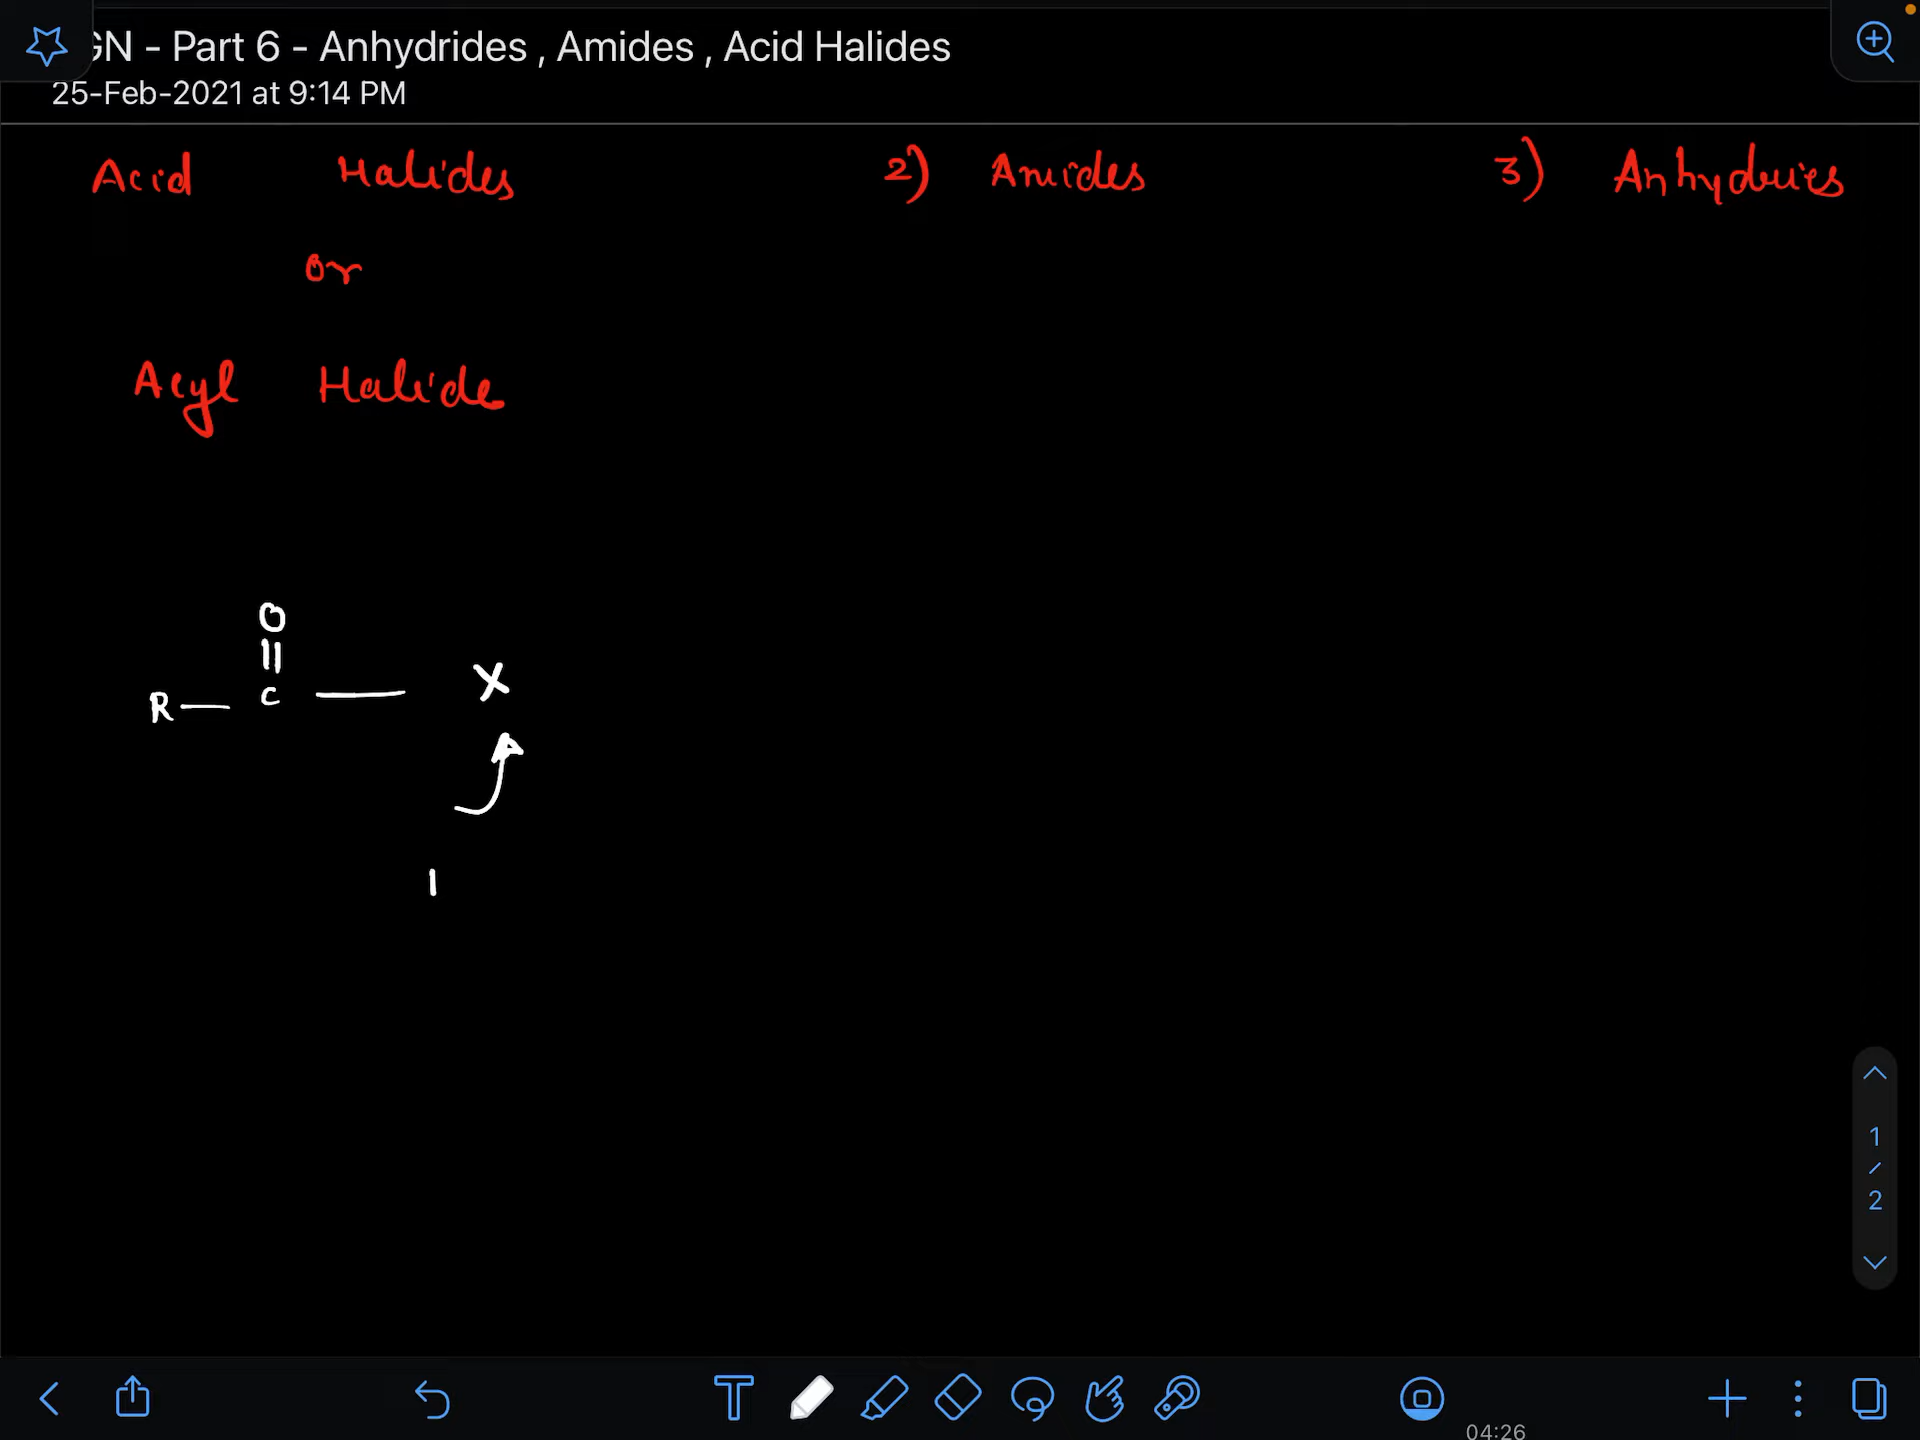 GN - Part 6 - Anhydrides , Amides , Acid Halides
25-Feb-2021 at 9:14 PM
Acid Halides 2) Amides 3) Anhydries
or
Acyl Halide
O
||
R — C — X
1
/
2
T
04:26